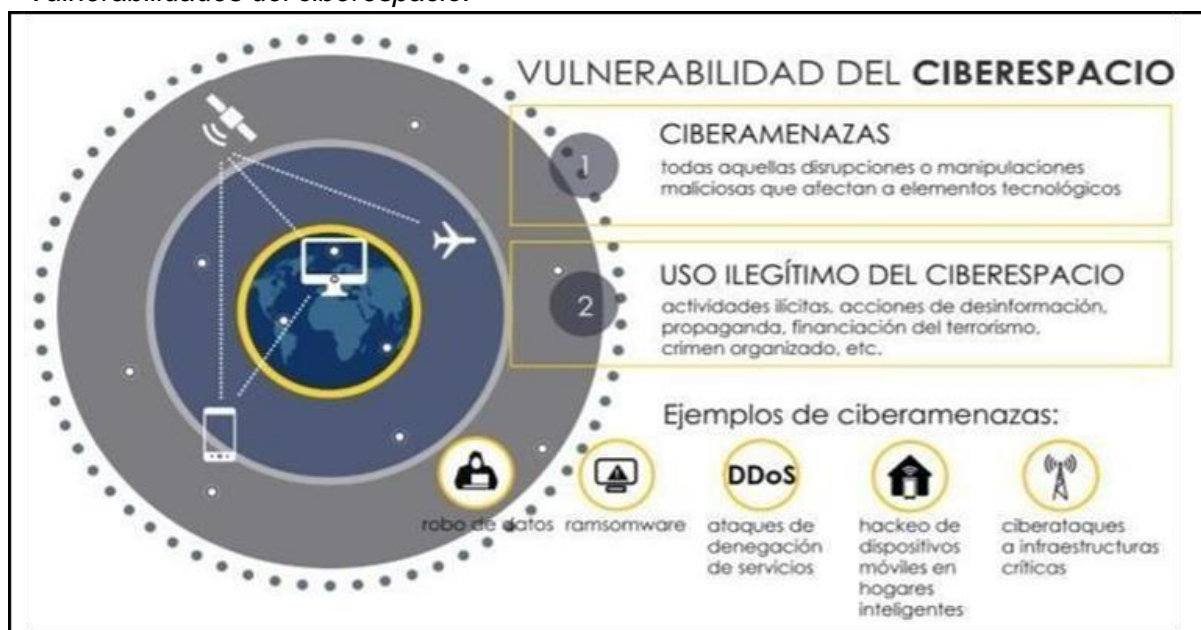 Vulnerabilidades del ciberespacio.
VULNERABILIDAD DEL CIBERESPACIO
1
CIBERAMENAZAS
todas aquellas disrupciones o manipulaciones
maliciosas que afectan a elementos tecnológicos
2
USO ILEGÍTIMO DEL CIBERESPACIO
actividades ilícitas, acciones de desinformación,
propaganda, financiación del terrorismo,
crimen organizado, etc.
Ejemplos de ciberamenazas:
robo de datos
ramsomware
DDoS
ataques de
denegación
de servicios
hackeo de
dispositivos
móviles en
hogares
inteligentes
ciberataques
a infraestructuras
críticas